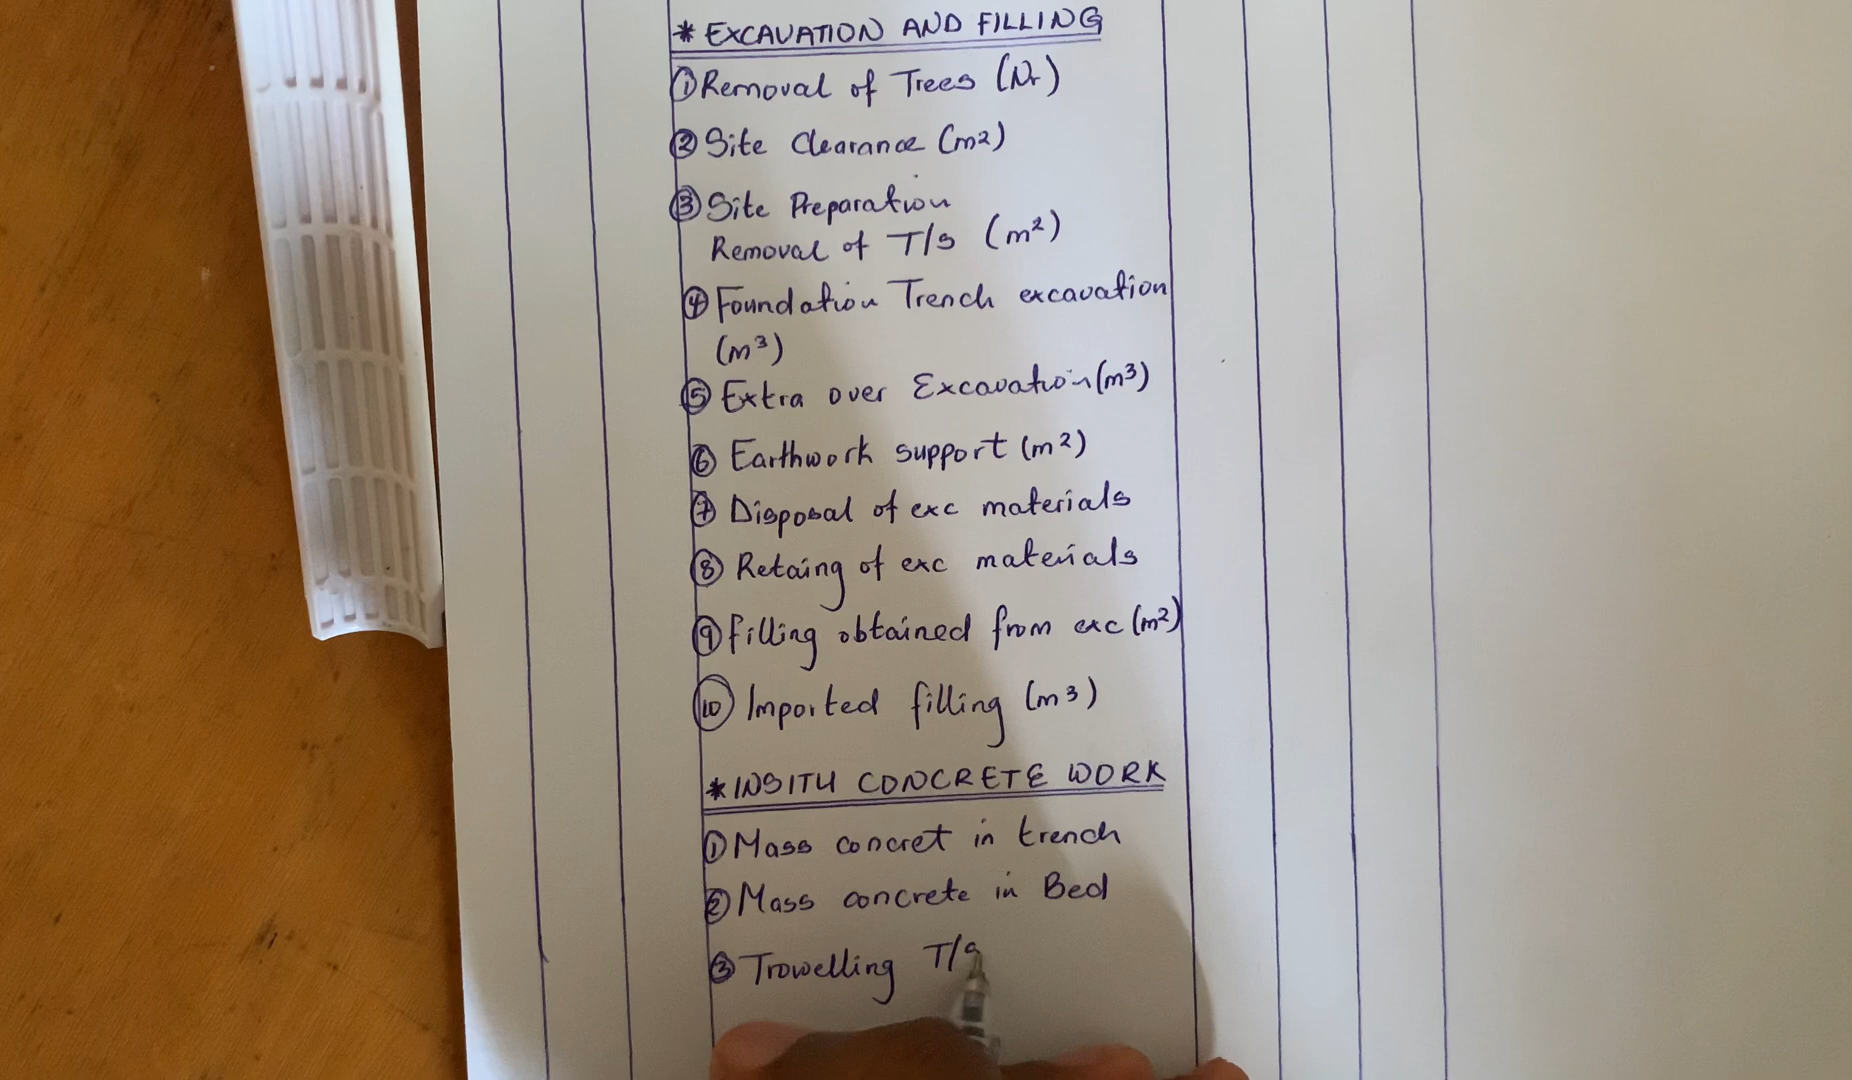 * EXCAVATION AND FILLING
① Removal of Trees (Nr)
② Site Clearance (m2)
③ Site Preparation
Removal of T/s (m²)
④ Foundation Trench excavation
(m³)
⑤ Extra over Excavation (m³)
⑥ Earthwork support (m²)
⑦ Disposal of exc materials
⑧ Retaing of exc materials
⑨ filling obtained from exc (m²)
⑩ Imported filling (m³)
* INSITU CONCRETE WORK
① Mass concret in trench
② Mass concrete in Bed
③ Trowelling T/s